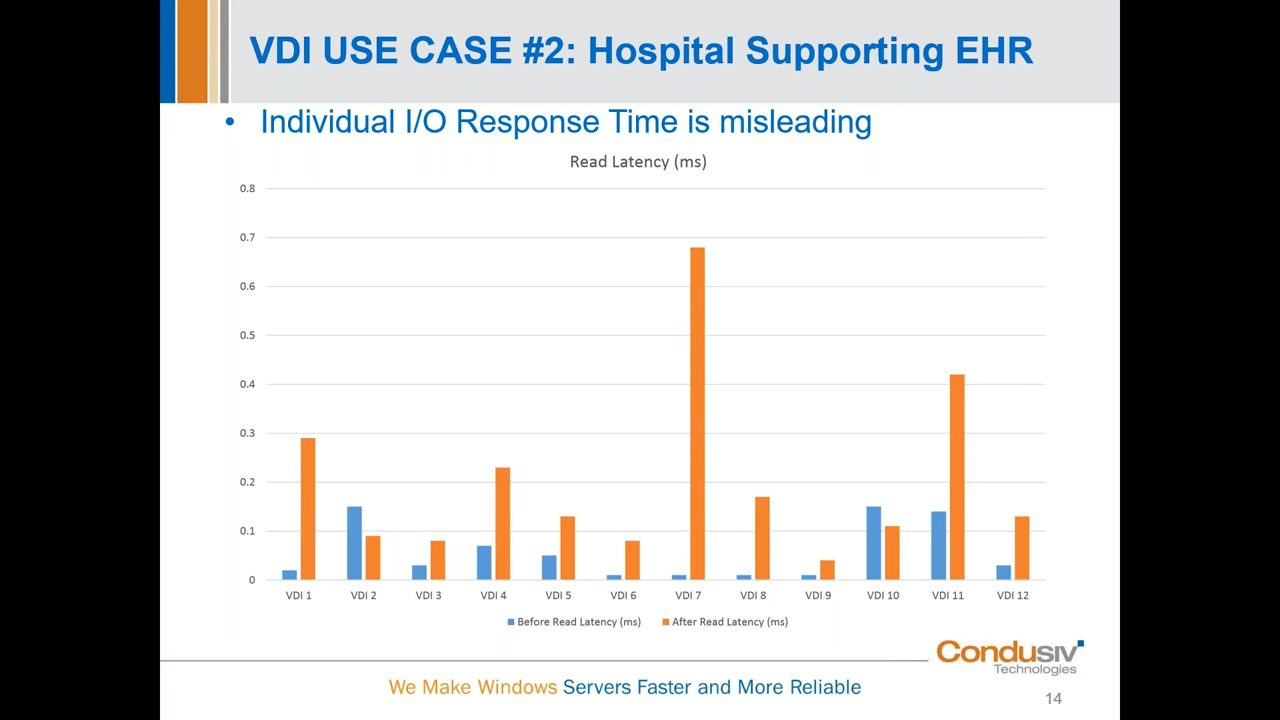 VDI USE CASE #2: Hospital Supporting EHR
• Individual I/O Response Time is misleading
Read Latency (ms)
0.8
0.7
0.6
0.5
0.4
0.3
0.2
0.1
0
VDI 1 VDI 2 VDI 3 VDI 4 VDI 5 VDI 6 VDI 7 VDI 8 VDI 9 VDI 10 VDI 11 VDI 12
Before Read Latency (ms) After Read Latency (ms)
Condusiv
Technologies
We Make Windows Servers Faster and More Reliable
14